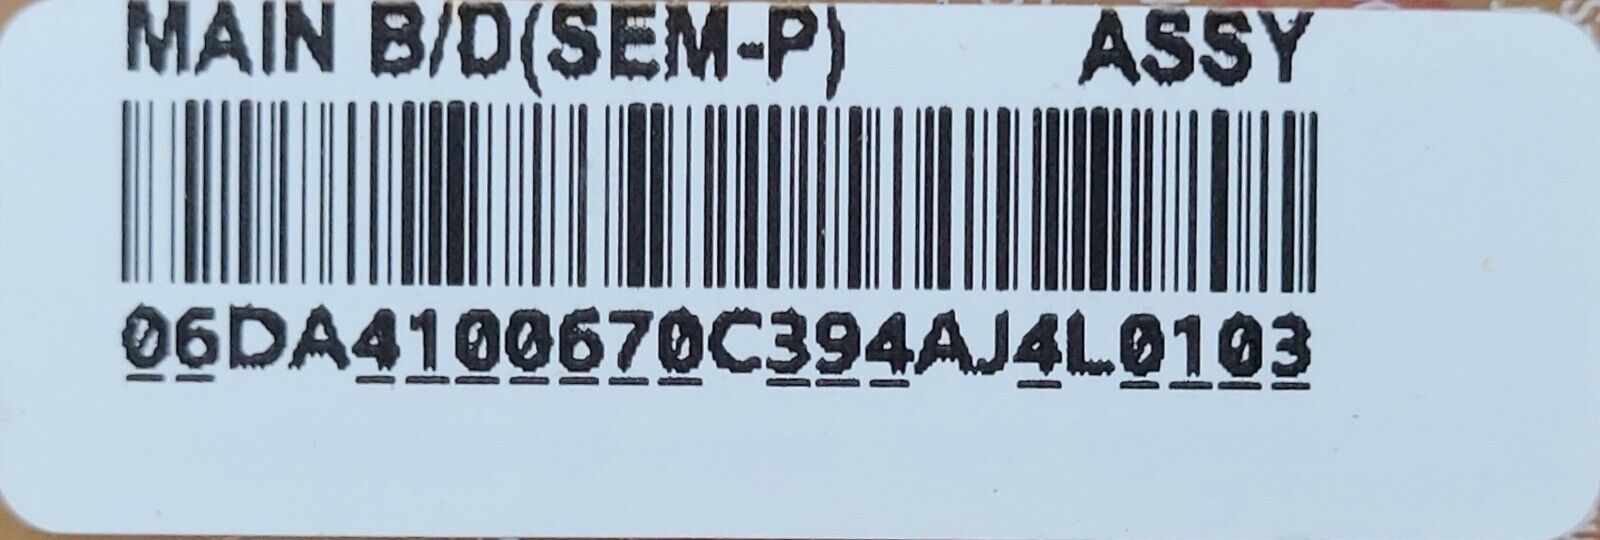 MAIN B/D(SEM-P) ASSY
06DA4100670C394AJ4L0103